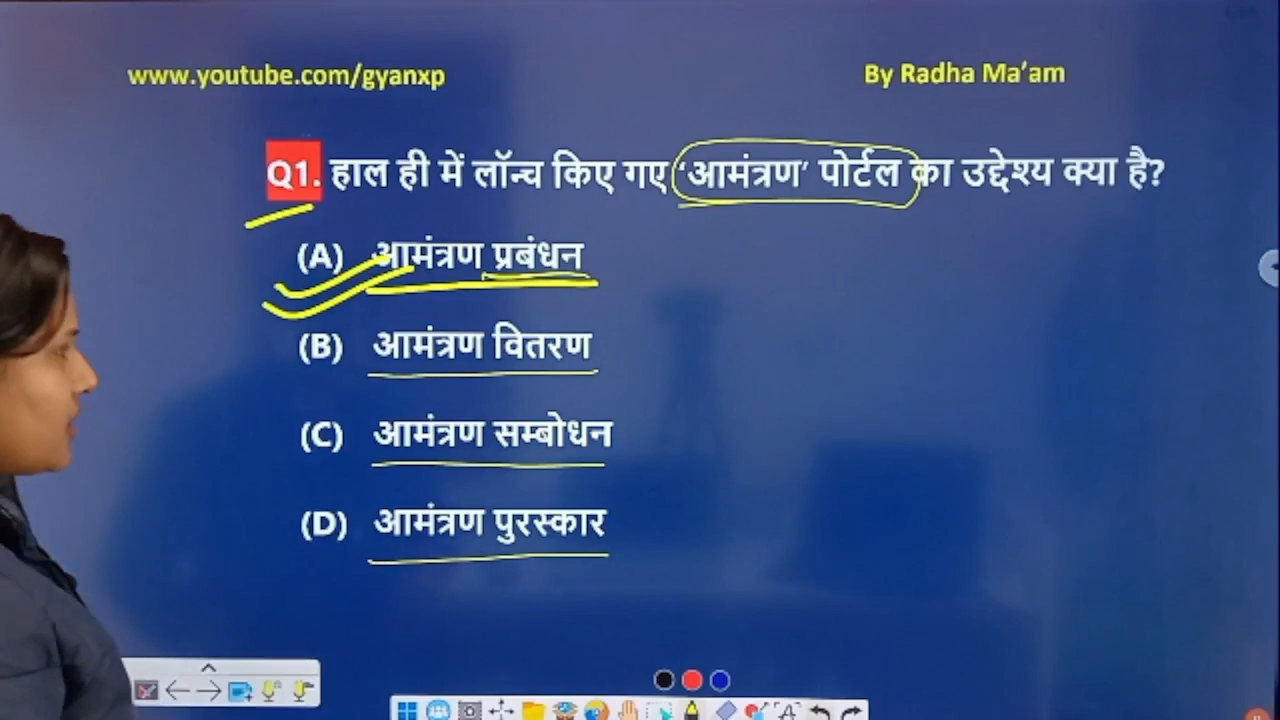 www.youtube.com/gyanxp
By Radha Ma’am
Q1. हाल ही में लॉन्च किए गए ‘आमंत्रण’ पोर्टल का उद्देश्य क्या है?
(A) आमंत्रण प्रबंधन
(B) आमंत्रण वितरण
(C) आमंत्रण सम्बोधन
(D) आमंत्रण पुरस्कार